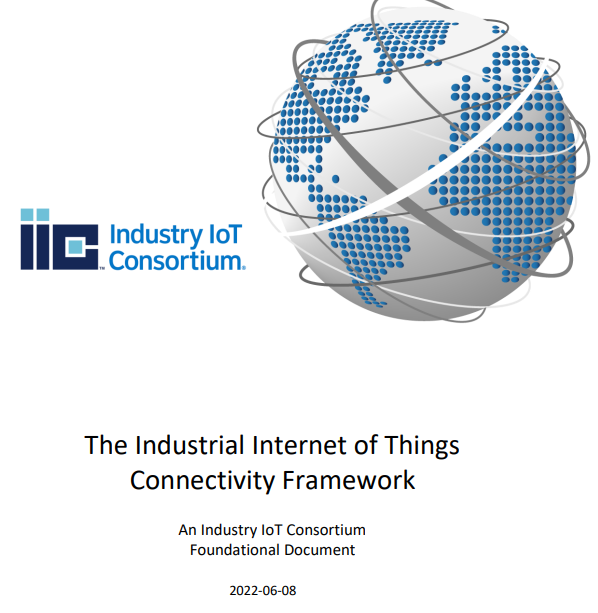 iic™
Industry IoT
Consortium®
The Industrial Internet of Things
Connectivity Framework
An Industry IoT Consortium
Foundational Document
2022-06-08